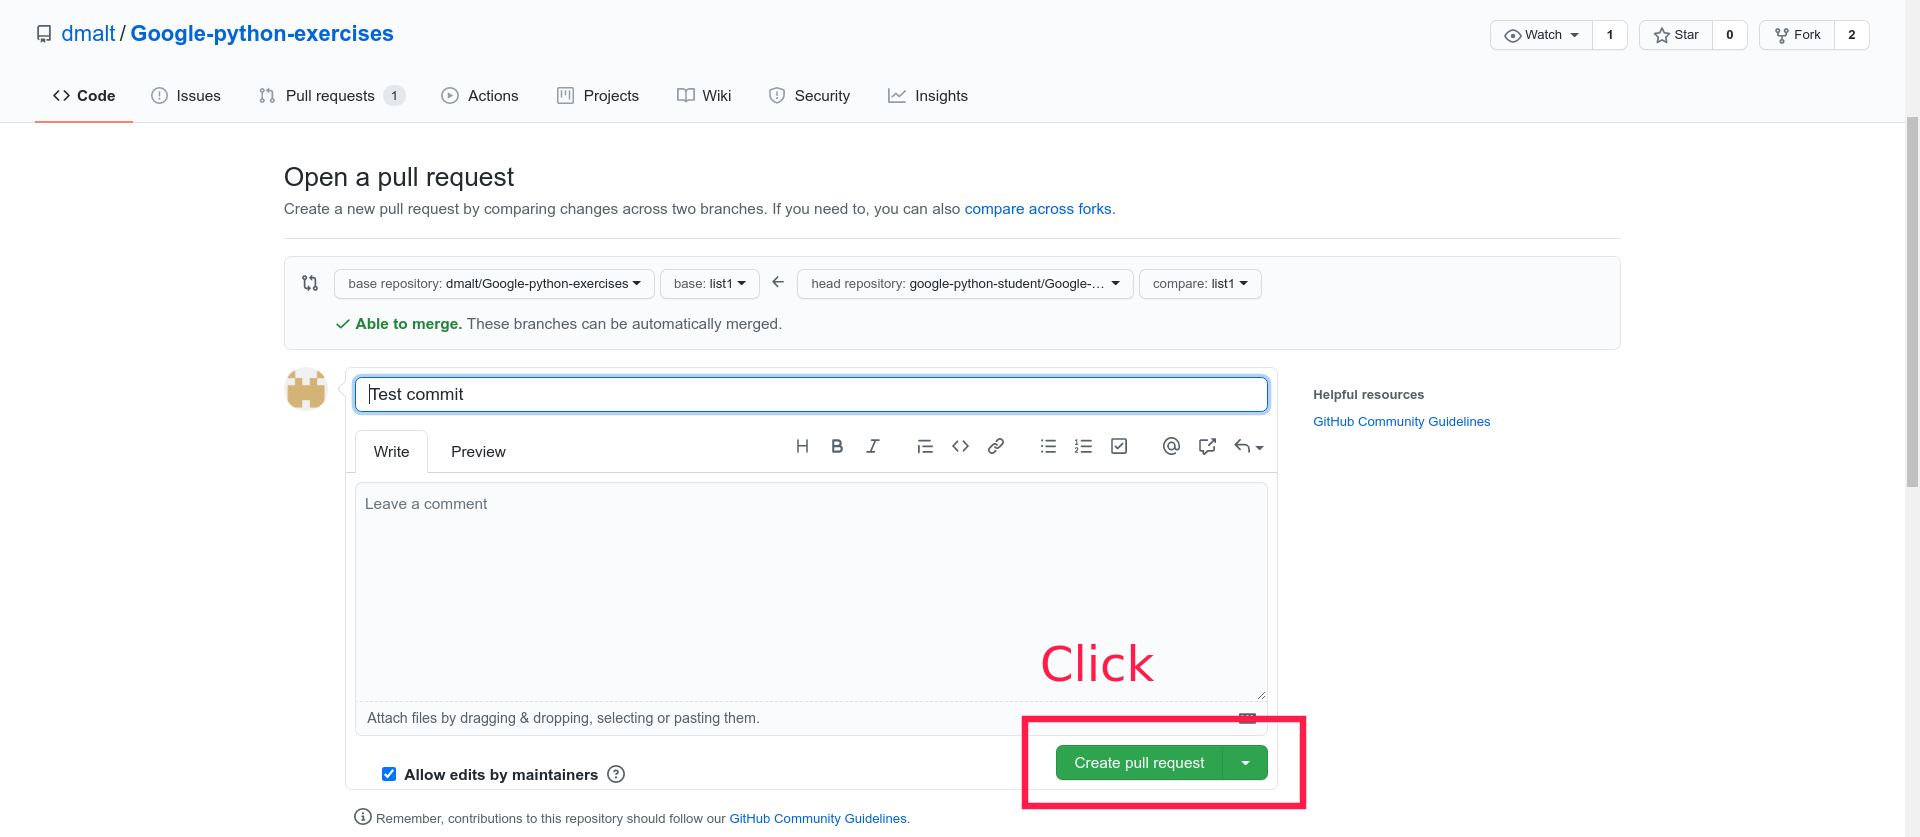 dmalt / Google-python-exercises
Watch 1 Star 0 Fork 2
Code Issues Pull requests 1 Actions Projects Wiki Security Insights
Open a pull request
Create a new pull request by comparing changes across two branches. If you need to, you can also compare across forks.
base repository: dmalt/Google-python-exercises base: list1 ← head repository: google-python-student/Google-... compare: list1
Able to merge. These branches can be automatically merged.
Test commit
Helpful resources
GitHub Community Guidelines
Write Preview
Leave a comment
Click
Attach files by dragging & dropping, selecting or pasting them.
Create pull request
Allow edits by maintainers ?
Remember, contributions to this repository should follow our GitHub Community Guidelines.